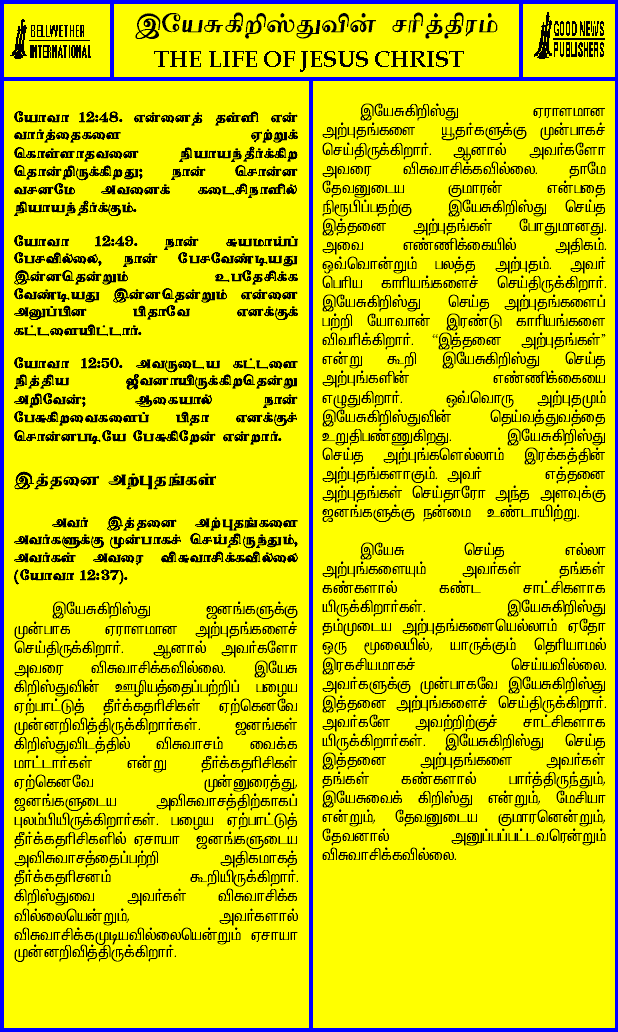 BELLWETHER
INTERNATIONAL
இயேசுகிறிஸ்துவின் சரித்திரம்
THE LIFE OF JESUS CHRIST
GOOD NEWS
PUBLISHERS
யோவா 12:48. என்னைத் தள்ளி என்
வார்த்தைகளை ஏற்றுக்
கொள்ளாதவனை நியாயந்தீர்க்கிற
தொன்றிருக்கிறது; நான் சொன்ன
வசனமே அவனைக் கடைசிநாளில்
நியாயந்தீர்க்கும்.
யோவா 12:49. நான் சுயமாய்ப்
பேசவில்லை, நான் பேசவேண்டியது
இன்னதென்றும் உபதேசிக்க
வேண்டியது இன்னதென்றும் என்னை
அனுப்பின பிதாவே எனக்குக்
கட்டளையிட்டார்.
யோவா 12:50. அவருடைய கட்டளை
நித்திய ஜீவனாயிருக்கிறதென்று
அறிவேன்; ஆகையால் நான்
பேசுகிறவைகளைப் பிதா எனக்குச்
சொன்னபடியே பேசுகிறேன் என்றார்.
இத்தனை அற்புதங்கள்
அவர் இத்தனை அற்புதங்களை
அவர்களுக்கு முன்பாகச் செய்திருந்தும்,
அவர்கள் அவரை விசுவாசிக்கவில்லை
(யோவா 12:37).
இயேசுகிறிஸ்து ஜனங்களுக்கு
முன்பாக ஏராளமான அற்புதங்களைச்
செய்திருக்கிறார். ஆனால் அவர்களோ
அவரை விசுவாசிக்கவில்லை. இயேசு
கிறிஸ்துவின் ஊழியத்தைப்பற்றிப் பழைய
ஏற்பாட்டுத் தீர்க்கதரிசிகள் ஏற்கெனவே
முன்னறிவித்திருக்கிறார்கள். ஜனங்கள்
கிறிஸ்துவிடத்தில் விசுவாசம் வைக்க
மாட்டார்கள் என்று தீர்க்கதரிசிகள்
ஏற்கெனவே முன்னுரைத்து,
ஜனங்களுடைய அவிசுவாசத்திற்காகப்
புலம்பியிருக்கிறார்கள். பழைய ஏற்பாட்டுத்
தீர்க்கதரிசிகளில் ஏசாயா ஜனங்களுடைய
அவிசுவாசத்தைப்பற்றி அதிகமாகத்
தீர்க்கதரிசனம் கூறியிருக்கிறார்.
கிறிஸ்துவை அவர்கள் விசுவாசிக்க
வில்லையென்றும், அவர்களால்
விசுவாசிக்கமுடியவில்லையென்றும் ஏசாயா
முன்னறிவித்திருக்கிறார்.
இயேசுகிறிஸ்து ஏராளமான
அற்புதங்களை யூதர்களுக்கு முன்பாகச்
செய்திருக்கிறார். ஆனால் அவர்களோ
அவரை விசுவாசிக்கவில்லை. தாமே
தேவனுடைய குமாரன் என்பதை
நிரூபிப்பதற்கு இயேசுகிறிஸ்து செய்த
இத்தனை அற்புதங்கள் போதுமானது.
அவை எண்ணிக்கையில் அதிகம்.
ஒவ்வொன்றும் பலத்த அற்புதம். அவர்
பெரிய காரியங்களைச் செய்திருக்கிறார்.
இயேசுகிறிஸ்து செய்த அற்புதங்களைப்
பற்றி யோவான் இரண்டு காரியங்களை
விவரிக்கிறார். “இத்தனை அற்புதங்கள்”
என்று கூறி இயேசுகிறிஸ்து செய்த
அற்புங்களின் எண்ணிக்கையை
எழுதுகிறார். ஒவ்வொரு அற்புதமும்
இயேசுகிறிஸ்துவின் தெய்வத்துவத்தை
உறுதிபண்ணுகிறது. இயேசுகிறிஸ்து
செய்த அற்புங்களெல்லாம் இரக்கத்தின்
அற்புதங்களாகும். அவர் எத்தனை
அற்புதங்கள் செய்தாரோ அந்த அளவுக்கு
ஜனங்களுக்கு நன்மை உண்டாயிற்று.
இயேசு செய்த எல்லா
அற்புங்களையும் அவர்கள் தங்கள்
கண்களால் கண்ட சாட்சிகளாக
யிருக்கிறார்கள். இயேசுகிறிஸ்து
தம்முடைய அற்புதங்களையெல்லாம் ஏதோ
ஒரு மூலையில், யாருக்கும் தெரியாமல்
இரகசியமாகச் செய்யவில்லை.
அவர்களுக்கு முன்பாகவே இயேசுகிறிஸ்து
இத்தனை அற்புங்களைச் செய்திருக்கிறார்.
அவர்களே அவற்றிற்குச் சாட்சிகளாக
யிருக்கிறார்கள். இயேசுகிறிஸ்து செய்த
இத்தனை அற்புதங்களை அவர்கள்
தங்கள் கண்களால் பார்த்திருந்தும்,
இயேசுவைக் கிறிஸ்து என்றும், மேசியா
என்றும், தேவனுடைய குமாரனென்றும்,
தேவனால் அனுப்பப்பட்டவரென்றும்
விசுவாசிக்கவில்லை.